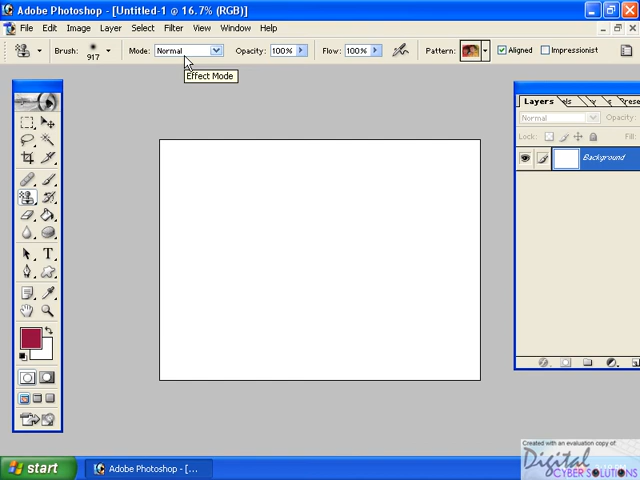 Adobe Photoshop - [Untitled-1 @ 16.7% (RGB)]
File Edit Image Layer Select Filter View Window Help
Brush: 917 Mode: Normal Opacity: 100% Flow: 100% Pattern: Aligned Impressionist
Effect Mode
Layers
Normal Opacity:
Lock: Fill:
Background
T
Created with an evaluation copy of
Digital
CYBER SOLUTIONS
start Adobe Photoshop - [...